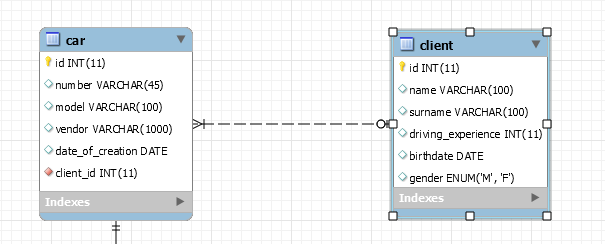 car
id INT(11)
number VARCHAR(45)
model VARCHAR(100)
vendor VARCHAR(1000)
date_of_creation DATE
client_id INT(11)
Indexes
client
id INT(11)
name VARCHAR(100)
surname VARCHAR(100)
driving_experience INT(11)
birthdate DATE
gender ENUM('M', 'F')
Indexes